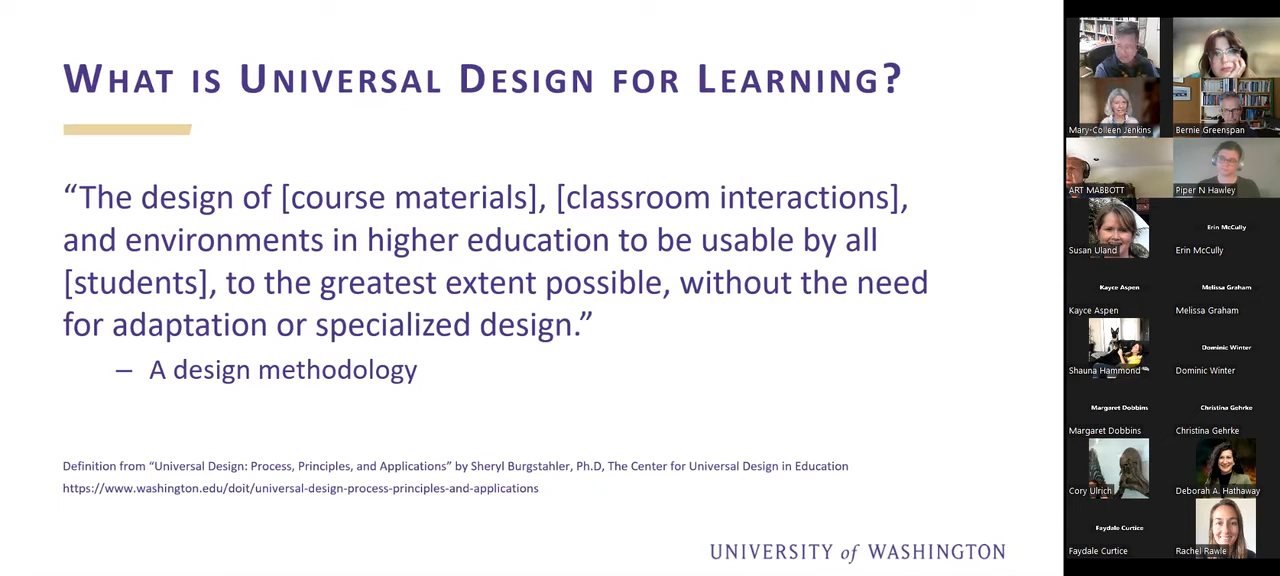 WHAT IS UNIVERSAL DESIGN FOR LEARNING?
“The design of [course materials], [classroom interactions],
and environments in higher education to be usable by all
[students], to the greatest extent possible, without the need
for adaptation or specialized design.”
– A design methodology
Definition from “Universal Design: Process, Principles, and Applications” by Sheryl Burgstahler, Ph.D, The Center for Universal Design in Education
https://www.washington.edu/doit/universal-design-process-principles-and-applications
UNIVERSITY of WASHINGTON
Mary-Colleen Jenkins
Bernie Greenspan
ART MABBOTT
Piper N Hawley
Susan Uland
Erin McCully
Erin McCully
Kayce Aspen
Melissa Graham
Kayce Aspen
Melissa Graham
Dominic Winter
Shauna Hammond
Dominic Winter
Margaret Dobbins
Christina Gehrke
Margaret Dobbins
Christina Gehrke
Cory Ulrich
Deborah A. Hathaway
Faydale Curtice
Faydale Curtice
Rachel Rawle